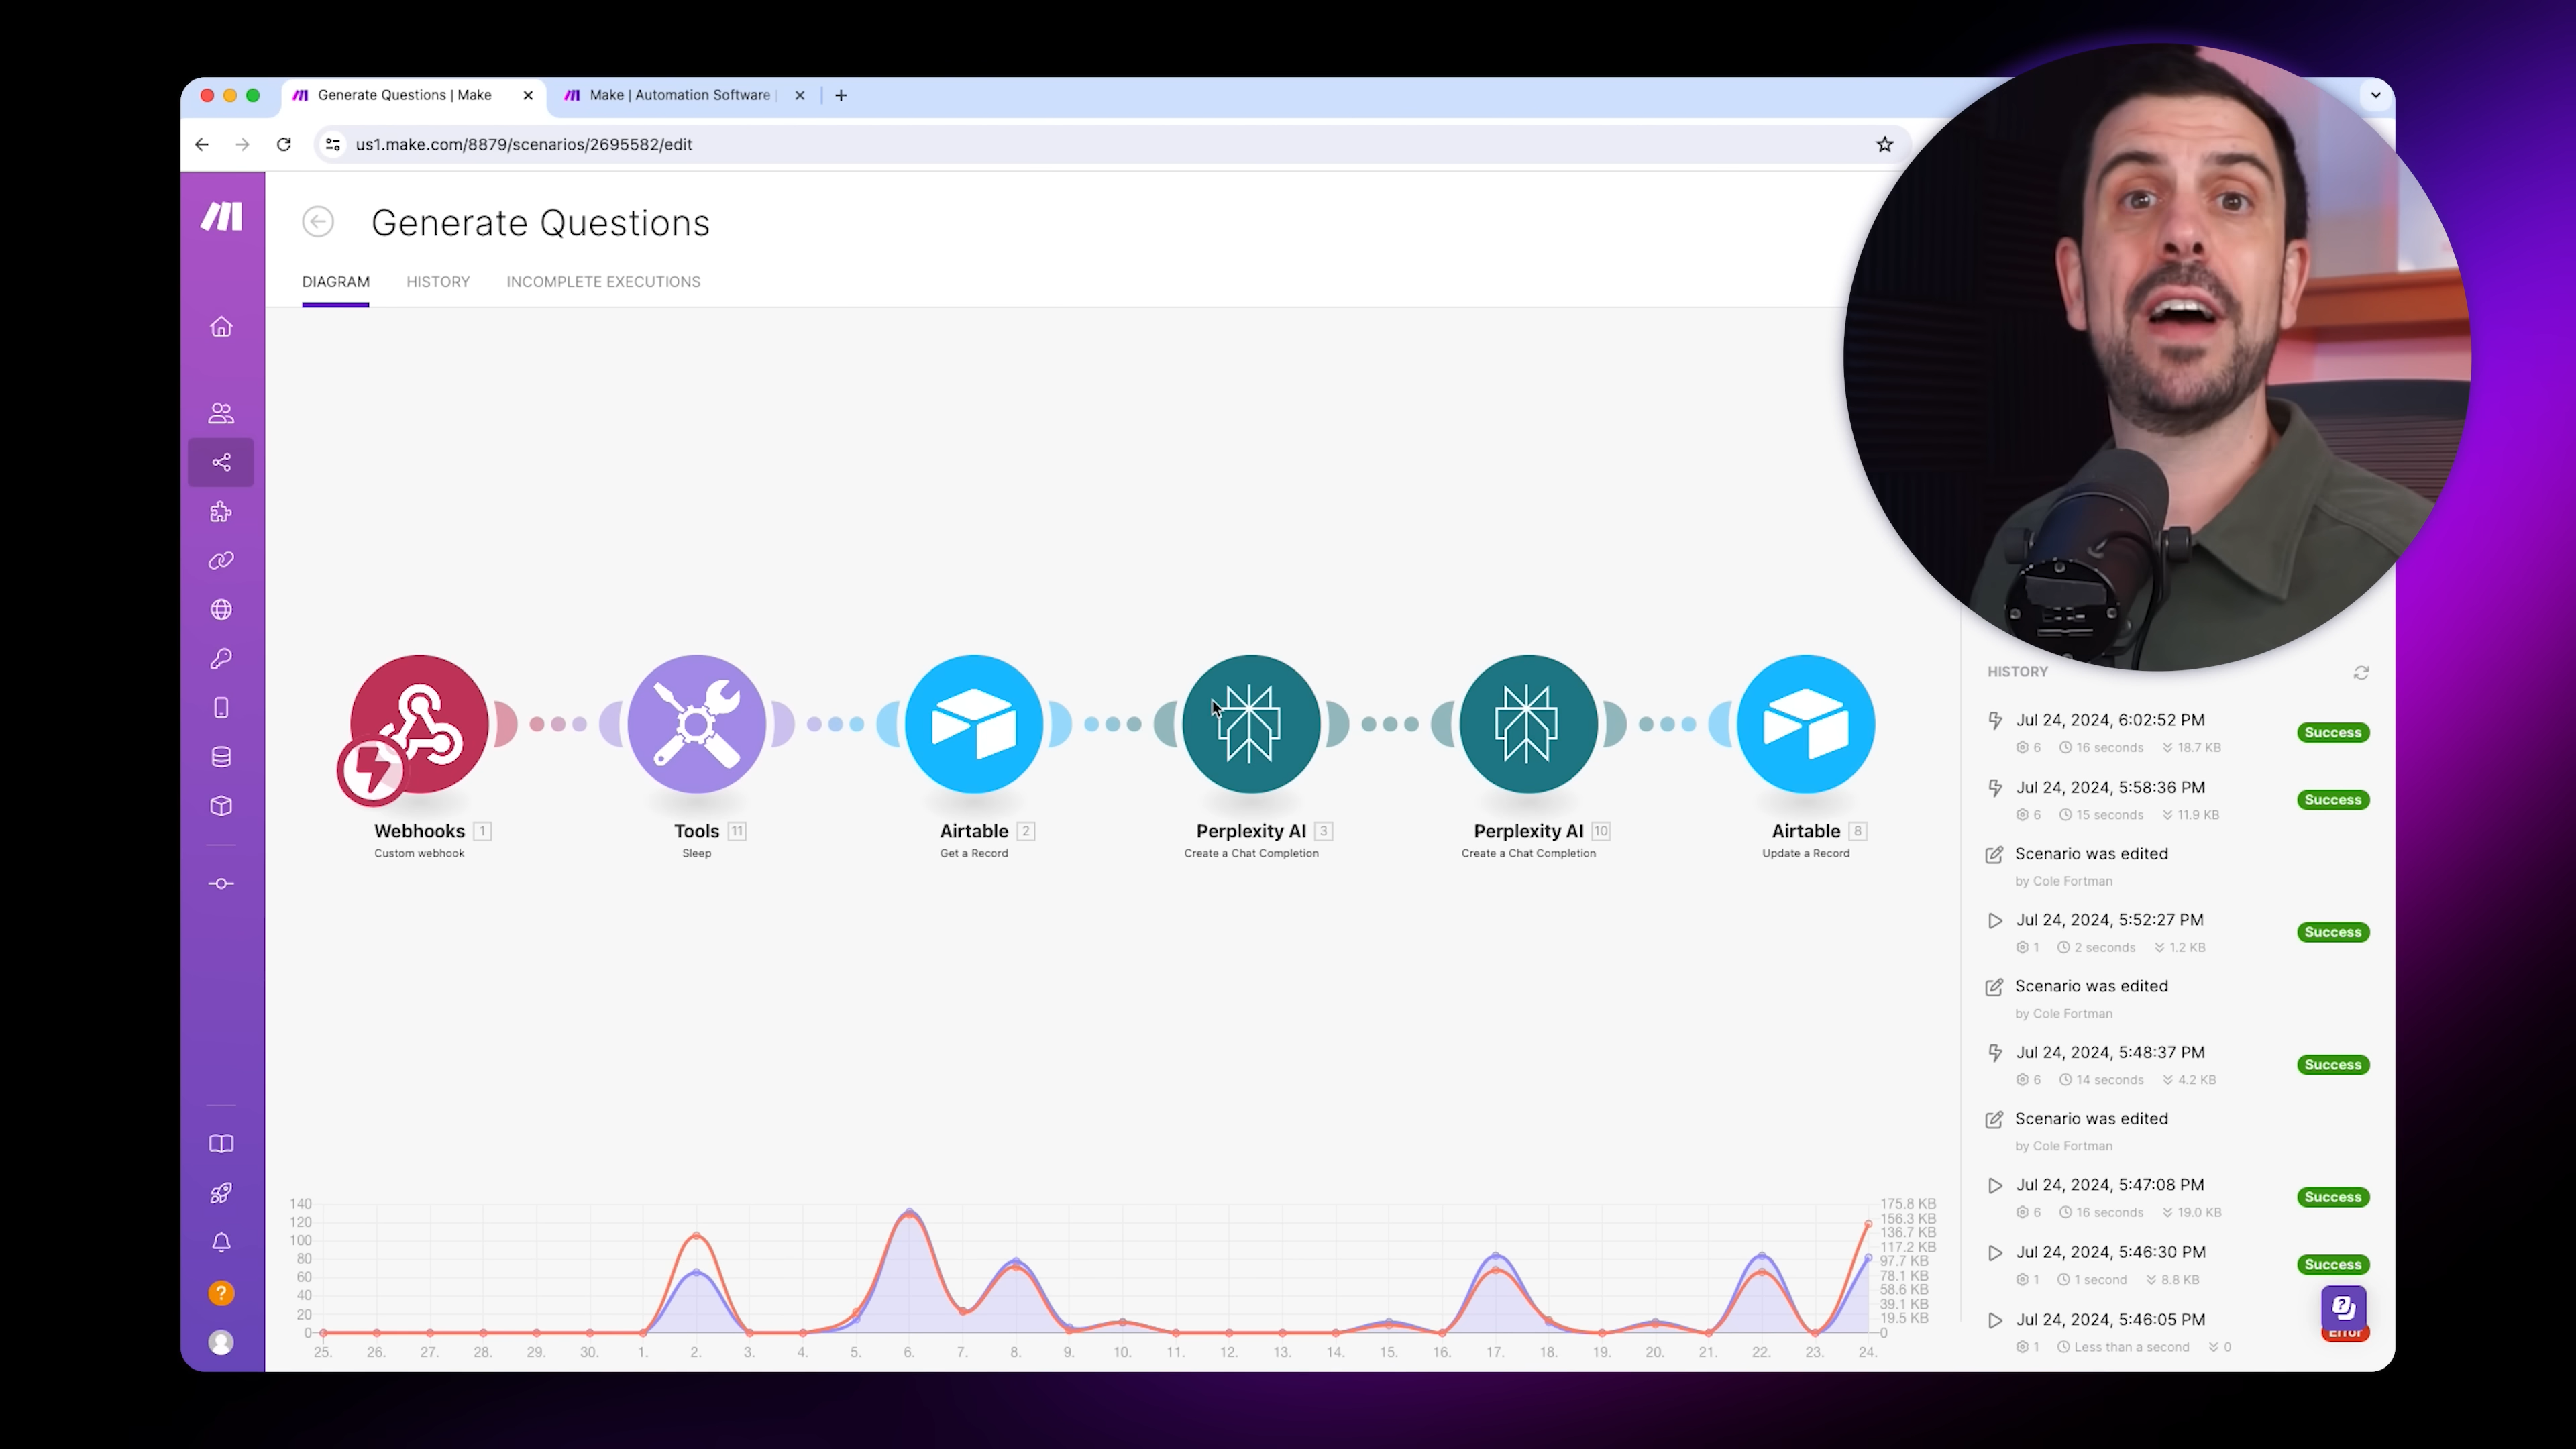 Generate Questions | Make
Make | Automation Software |
us1.make.com/8879/scenarios/2695582/edit
Generate Questions
DIAGRAM HISTORY INCOMPLETE EXECUTIONS
Webhooks 1
Custom webhook
Tools 11
Sleep
Airtable 2
Get a Record
Perplexity AI 3
Create a Chat Completion
Perplexity AI 10
Create a Chat Completion
Airtable 8
Update a Record
HISTORY
Jul 24, 2024, 6:02:52 PM
6 16 seconds 18.7 KB
Success
Jul 24, 2024, 5:58:36 PM
6 15 seconds 11.9 KB
Success
Scenario was edited
by Cole Fortman
Jul 24, 2024, 5:52:27 PM
1 2 seconds 1.2 KB
Success
Scenario was edited
by Cole Fortman
Jul 24, 2024, 5:48:37 PM
6 14 seconds 4.2 KB
Success
Scenario was edited
by Cole Fortman
Jul 24, 2024, 5:47:08 PM
6 16 seconds 19.0 KB
Success
Jul 24, 2024, 5:46:30 PM
1 1 second 8.8 KB
Success
Jul 24, 2024, 5:46:05 PM
1 Less than a second 0
Error
140
120
100
80
60
40
20
0
175.8 KB
156.3 KB
136.7 KB
117.2 KB
97.7 KB
78.1 KB
58.6 KB
39.1 KB
19.5 KB
0
25. 26. 27. 28. 29. 30. 1. 2. 3. 4. 5. 6. 7. 8. 9. 10. 11. 12. 13. 14. 15. 16. 17. 18. 19. 20. 21. 22. 23. 24.
?
?